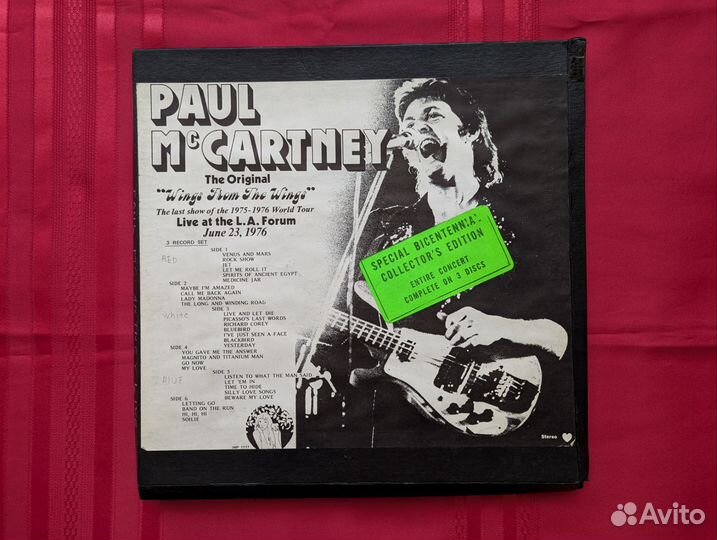 PAUL
McCARTNEY
The Original
"Wings From The Wings"
The last show of the 1975-1976 World Tour
Live at the L.A. Forum
June 23, 1976
3 RECORD SET
RED
SIDE 1
VENUS AND MARS
ROCK SHOW
JET
LET ME ROLL IT
SPIRITS OF ANCIENT EGYPT
MEDICINE JAR
SIDE 2
MAYBE I'M AMAZED
CALL ME BACK AGAIN
LADY MADONNA
THE LONG AND WINDING ROAD
White
SIDE 3
LIVE AND LET DIE
PICASSO'S LAST WORDS
RICHARD COREY
BLUEBIRD
I'VE JUST SEEN A FACE
BLACKBIRD
YESTERDAY
SIDE 4
YOU GAVE ME THE ANSWER
MAGNITO AND TITANIUM MAN
GO NOW
MY LOVE
SIDE 5
LISTEN TO WHAT THE MAN SAID
LET 'EM IN
TIME TO HIDE
SILLY LOVE SONGS
BEWARE MY LOVE
SIDE 6
LETTING GO
BAND ON THE RUN
HI, HI, HI
SOILIE
SPECIAL BICENTENNIAL
COLLECTOR'S EDITION
ENTIRE CONCERT
COMPLETE ON 3 DISCS
Stereo
Avito